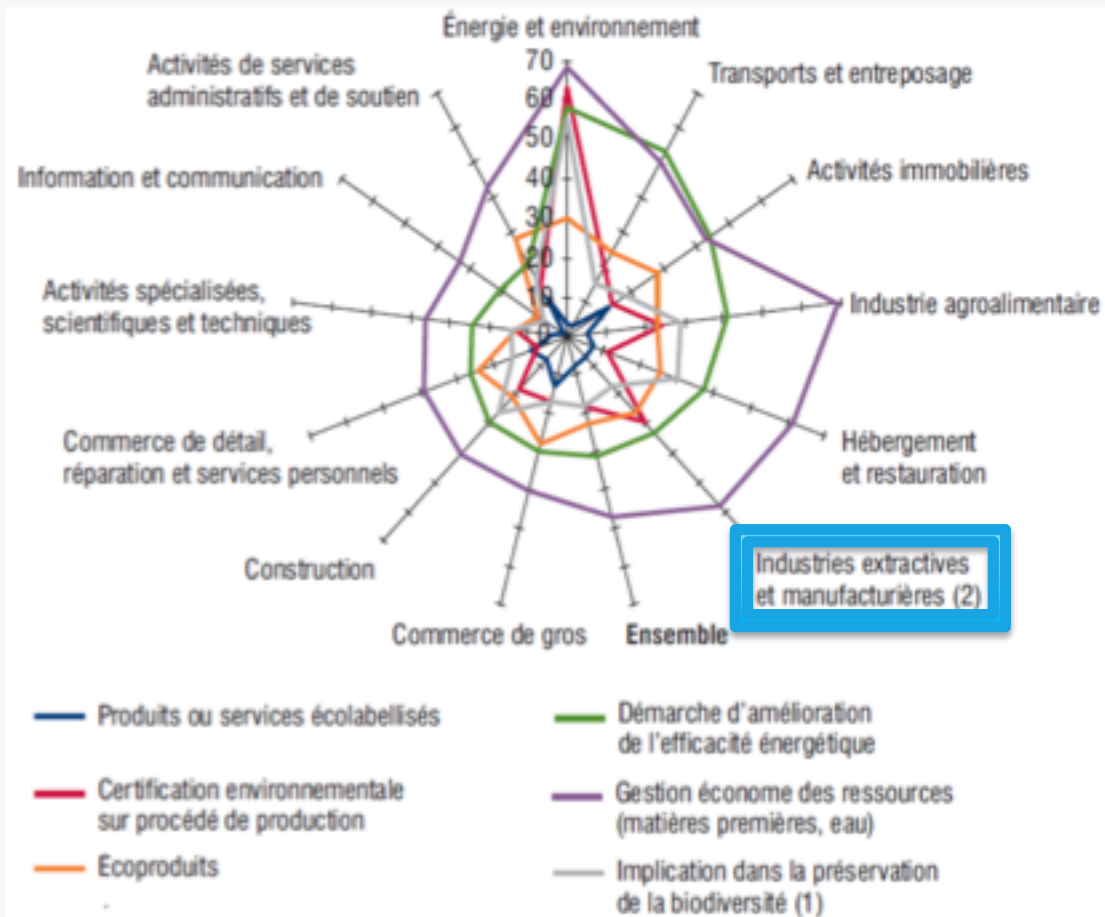 Énergie et environnement
Activités de services
administratifs et de soutien
Transports et entreposage
Information et communication
Activités immobilières
Activités spécialisées,
scientifiques et techniques
Industrie agroalimentaire
70
60
50
40
30
20
10
0
Commerce de détail,
réparation et services personnels
Hébergement
et restauration
Construction
Industries extractives
et manufacturières (2)
Commerce de gros
Ensemble
Produits ou services écolabellisés
Certification environnementale
sur procédé de production
Écoproduits
Démarche d'amélioration
de l'efficacité énergétique
Gestion économe des ressources
(matières premières, eau)
Implication dans la préservation
de la biodiversité (1)